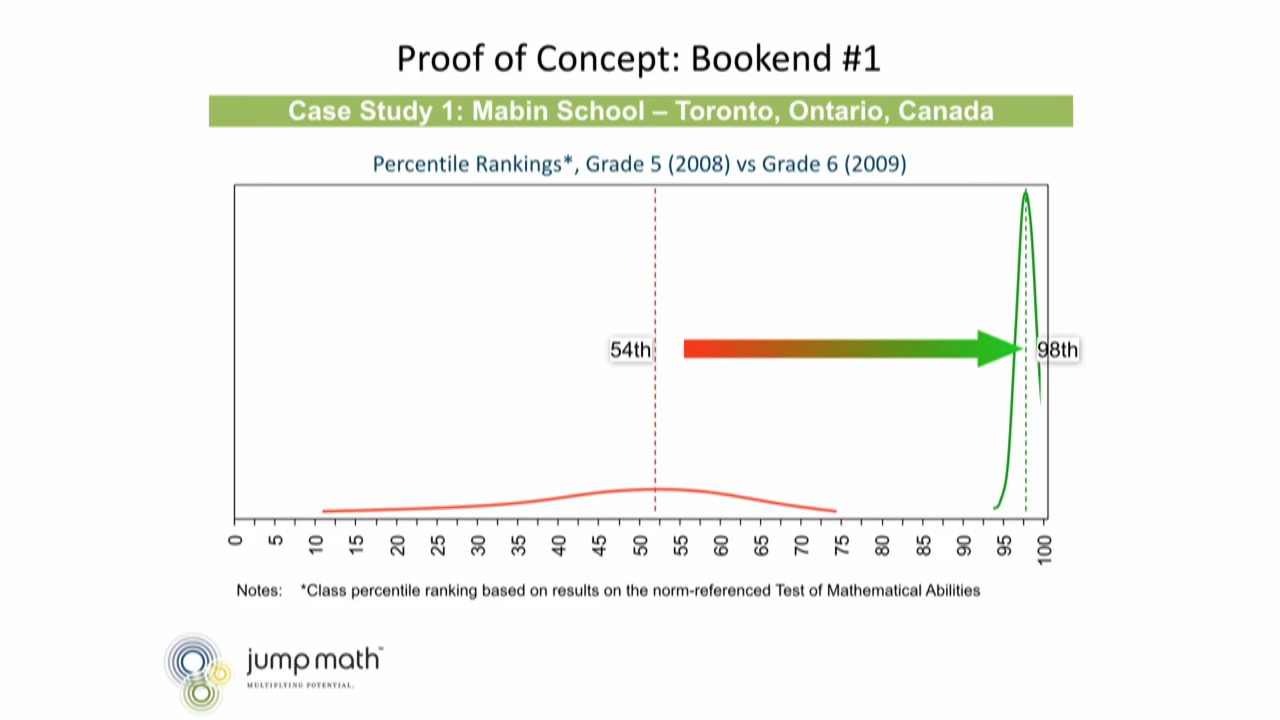 Proof of Concept: Bookend #1
Case Study 1: Mabin School – Toronto, Ontario, Canada
Percentile Rankings*, Grade 5 (2008) vs Grade 6 (2009)
54th
98th
0 5 10 15 20 25 30 35 40 45 50 55 60 65 70 75 80 85 90 95 100
Notes: *Class percentile ranking based on results on the norm-referenced Test of Mathematical Abilities
jump math™
MULTIPLYING POTENTIAL.